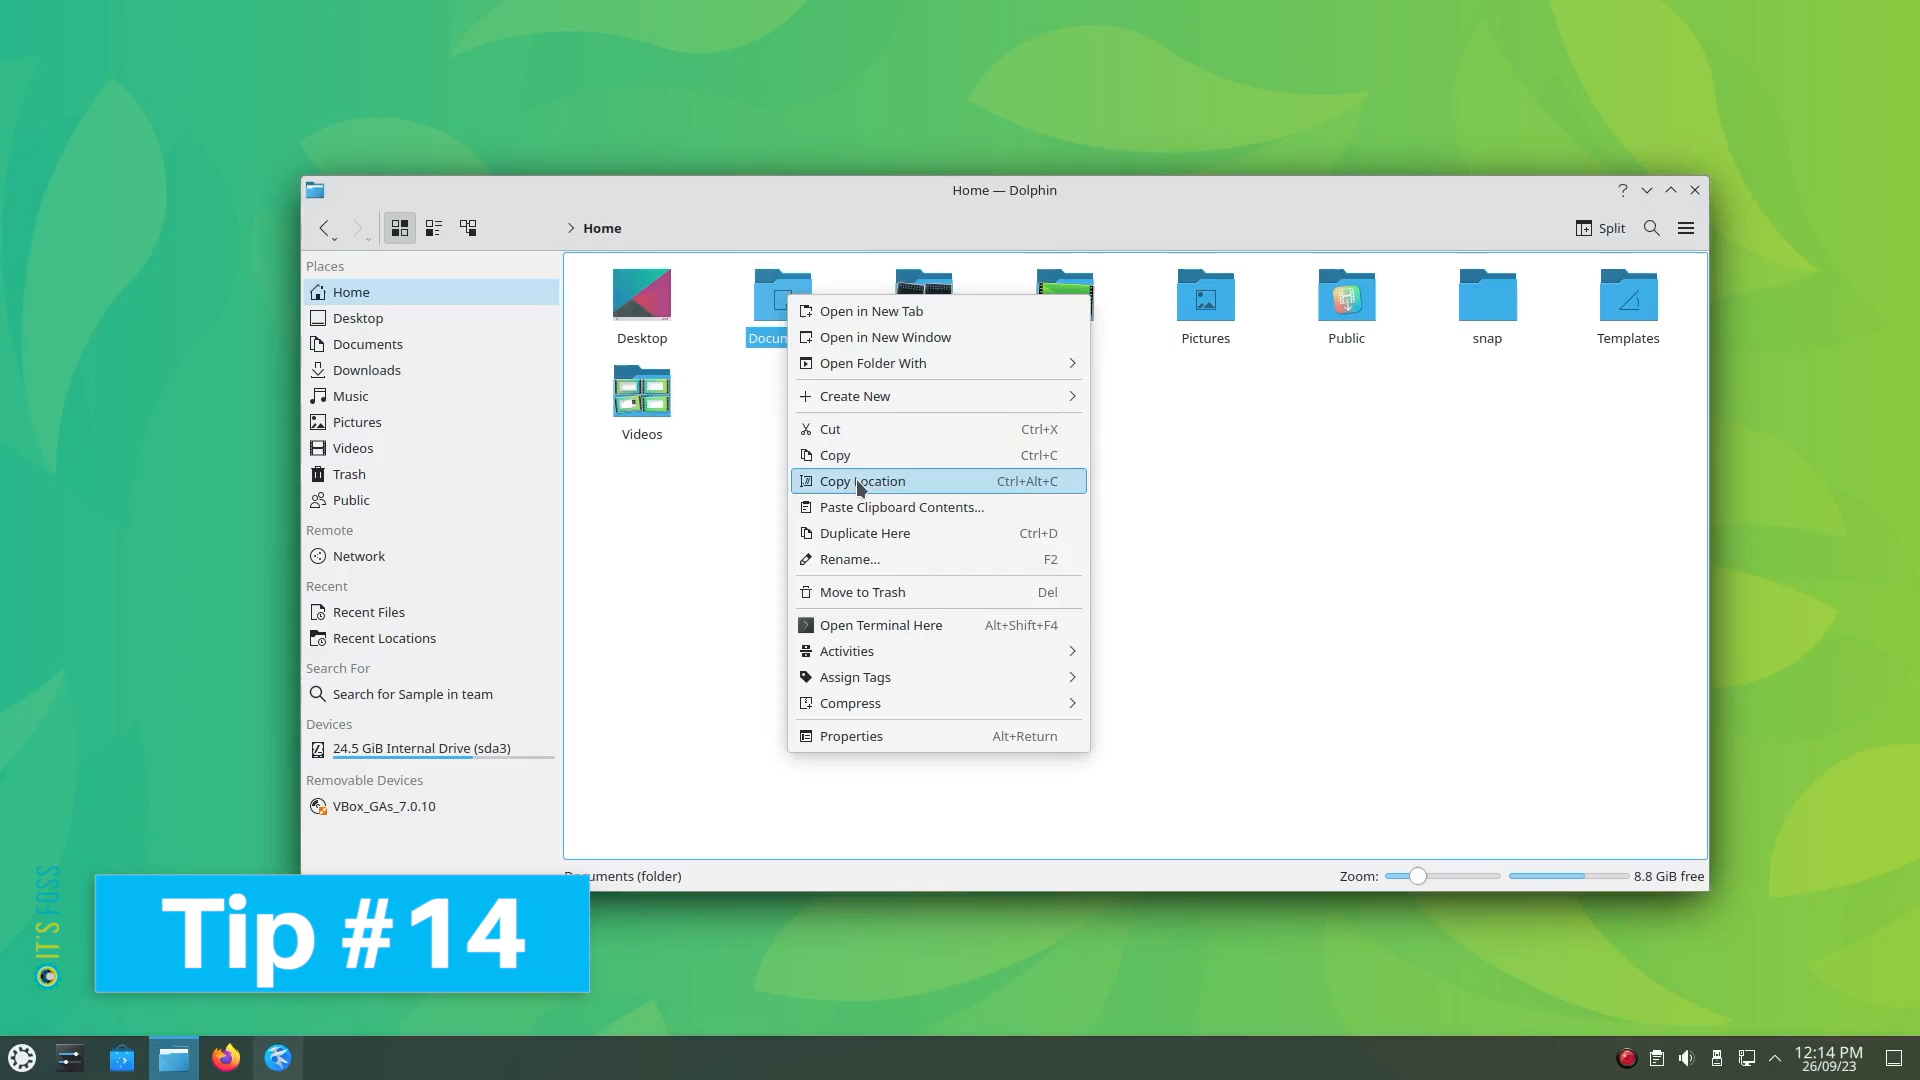 Home — Dolphin
Home
Split
Places
Home
Desktop
Documents
Downloads
Music
Pictures
Videos
Trash
Public
Remote
Network
Recent
Recent Files
Recent Locations
Search For
Search for Sample in team
Devices
24.5 GiB Internal Drive (sda3)
Removable Devices
VBox_GAs_7.0.10
Desktop
Pictures
Public
snap
Templates
Videos
Open in New Tab
Open in New Window
Open Folder With
Create New
Cut Ctrl+X
Copy Ctrl+C
Copy Location Ctrl+Alt+C
Paste Clipboard Contents...
Duplicate Here Ctrl+D
Rename... F2
Move to Trash Del
Open Terminal Here Alt+Shift+F4
Activities
Assign Tags
Compress
Properties Alt+Return
(folder)
Zoom:
8.8 GiB free
IT'S FOSS
Tip #14
12:14 PM
26/09/23